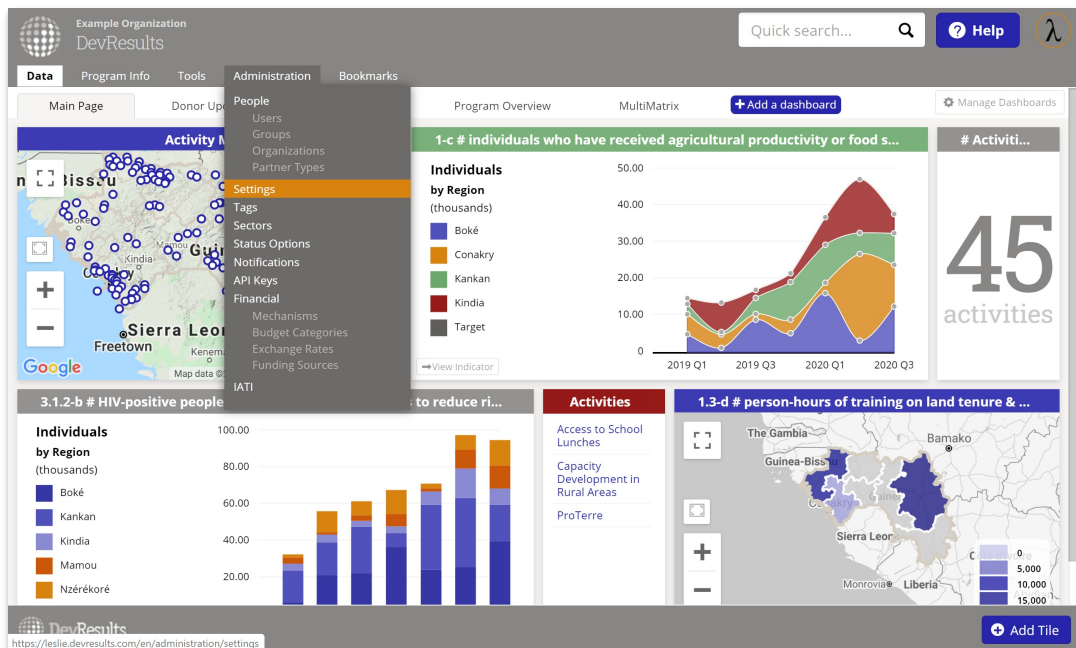 Example Organization
DevResults
Quick search...
? Help
λ
Data Program Info Tools Administration Bookmarks
Main Page Donor Up Program Overview MultiMatrix + Add a dashboard Manage Dashboards
People
Users
Groups
Organizations
Partner Types
Settings
Tags
Sectors
Status Options
Notifications
API Keys
Financial
Mechanisms
Budget Categories
Exchange Rates
Funding Sources
IATI
Activity M
Boké
Kindia
Mamou
Sierra Leon
Freetown
Kenem
Google
Map data ©
1-c # individuals who have received agricultural productivity or food s...
Individuals
by Region
(thousands)
Boké
Conakry
Kankan
Kindia
Target
View Indicator
50.00
40.00
30.00
20.00
10.00
0
2019 Q1 2019 Q3 2020 Q1 2020 Q3
# Activiti...
45
activities
3.1.2-b # HIV-positive people to reduce ri...
Individuals
by Region
(thousands)
Boké
Kankan
Kindia
Mamou
Nzérékoré
100.00
80.00
60.00
40.00
20.00
Activities
Access to School
Lunches
Capacity
Development in
Rural Areas
ProTerre
1.3-d # person-hours of training on land tenure & ...
The Gambia
Bamako
Guinea-Biss
Guine
Sierra Leor
Monrovia
Liberia
0
5,000
10,000
15,000
DevResults
Add Tile
https://leslie.devresults.com/en/administration/settings